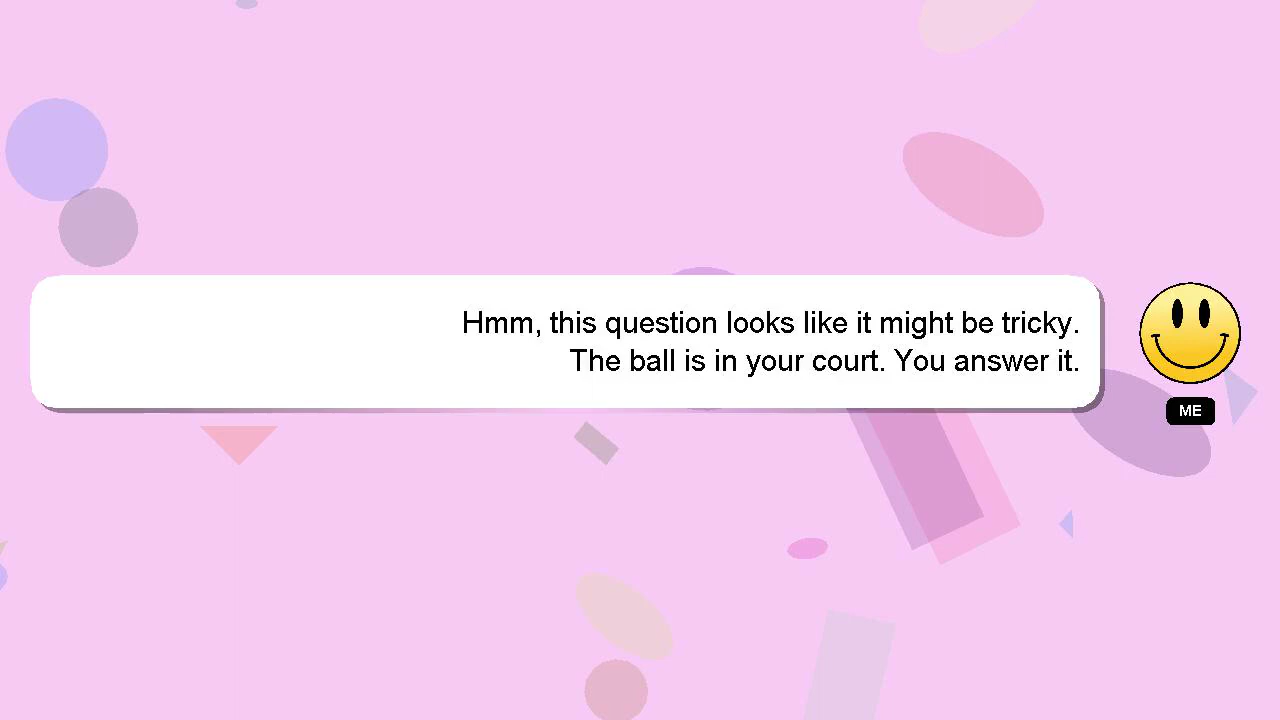 Hmm, this question looks like it might be tricky.
The ball is in your court. You answer it.
ME